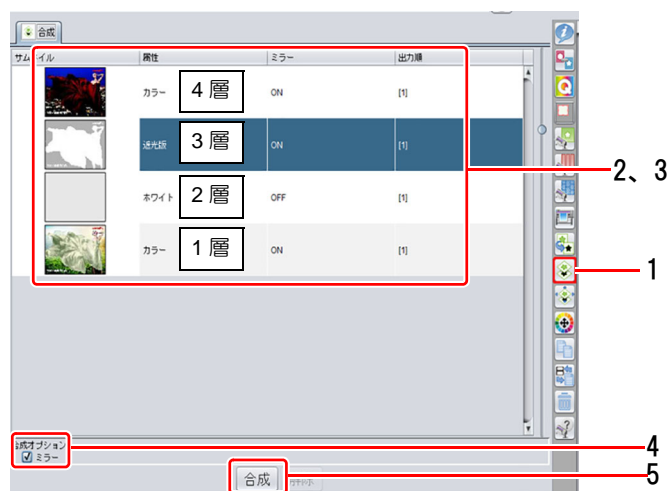 合成
サムネイル 属性 ミラー 出力順
カラー 4層 ON [1]
遮光版 3層 ON [1]
ホワイト 2層 OFF [1]
カラー 1層 ON [1]
2、3
1
合成オプション
ミラー
4
合成
5